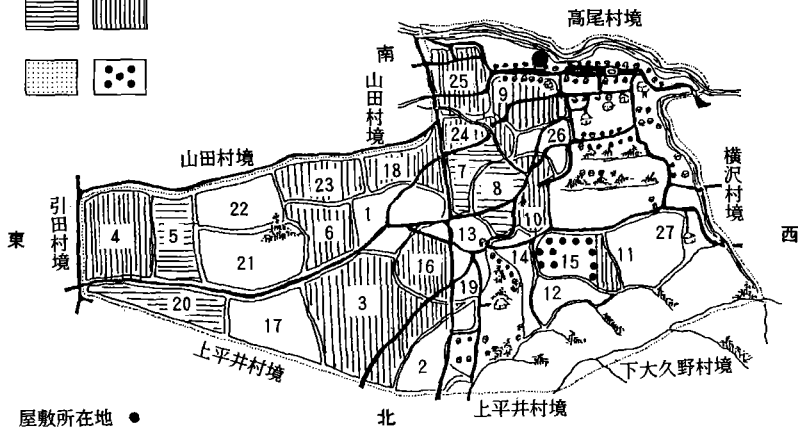 高尾村境
南
山田村境
25
9
24
26
山田村境
23
18
7
8
横沢村境
引田村境
22
1
10
東
4
5
6
13
27
西
21
16
14
15
11
20
3
19
12
17
2
上平井村境
下大久野村境
屋敷所在地
北
上平井村境